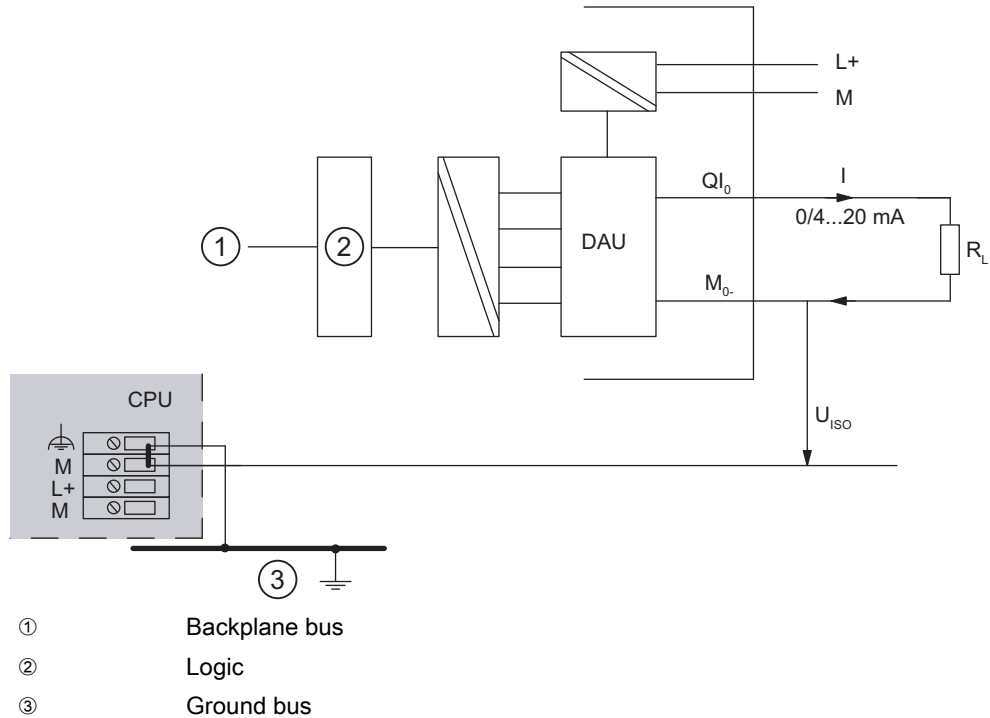 L+
M
QI0
I
0/4...20 mA
① ② DAU
RL
M0-
CPU
UISO
M
L+
M
③
① Backplane bus
② Logic
③ Ground bus